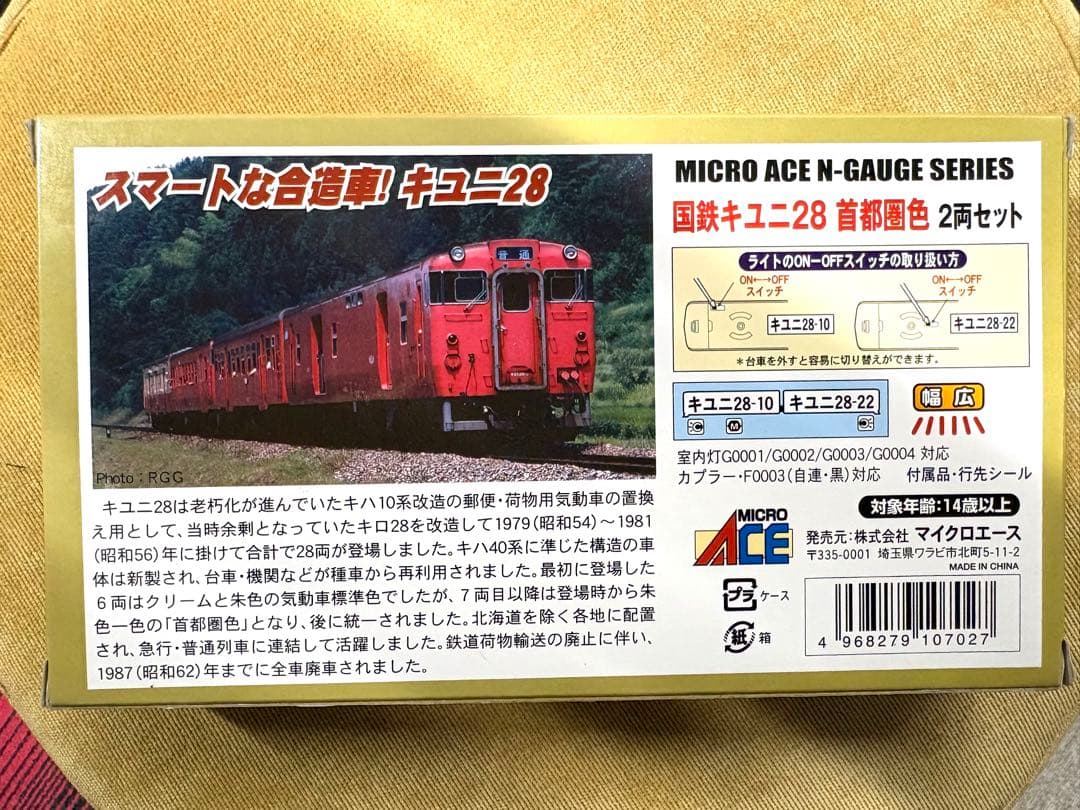 スマートな合造車! キユニ28
普通
Photo：RGG
キユニ28は老朽化が進んでいたキハ10系改造の郵便・荷物用気動車の置換
え用として、当時余剰となっていたキロ28を改造して1979（昭和54）～1981
（昭和56）年に掛けて合計で28両が登場しました。キハ40系に準じた構造の車
体は新製され、台車・機関などが種車から再利用されました。最初に登場した
6両はクリームと朱色の気動車標準色でしたが、7両目以降は登場時から朱
色一色の「首都圏色」となり、後に統一されました。北海道を除く各地に配置
され、急行・普通列車に連結して活躍しました。鉄道荷物輸送の廃止に伴い、
1987（昭和62）年までに全車廃車されました。
MICRO ACE N-GAUGE SERIES
国鉄キユニ28 首都圏色 2両セット
ライトのON－OFFスイッチの取り扱い方
ON←→OFF
スイッチ
キユニ28-10
ON←→OFF
スイッチ
キユニ28-22
＊台車を外すと容易に切り替えができます。
キユニ28-10 キユニ28-22
C M
幅広
室内灯G0001/G0002/G0003/G0004 対応
カプラー・F0003（自連・黒）対応 付属品・行先シール
対象年齢：14歳以上
MICRO ACE
発売元：株式会社 マイクロエース
〒335-0001 埼玉県ワラビ市北町5-11-2
MADE IN CHINA
プラ ケース
紙 箱
4 968279 107027